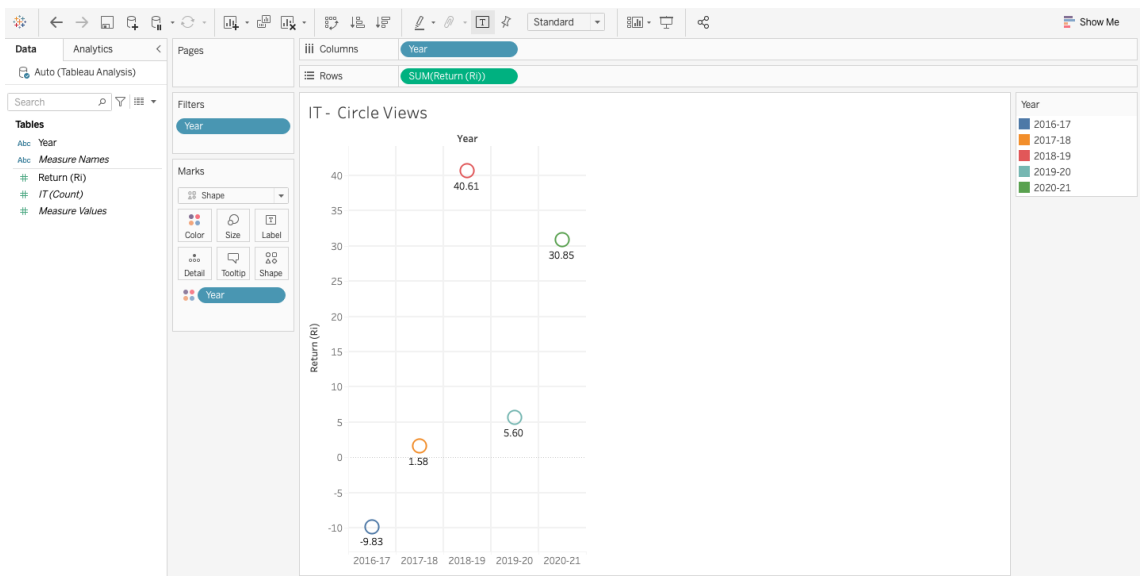 Standard
Show Me
Data
Analytics
Auto (Tableau Analysis)
Search
Tables
Abc Year
Abc Measure Names
# Return (Ri)
# IT (Count)
# Measure Values
Pages
Filters
Year
Marks
Shape
Color
Size
Label
Detail
Tooltip
Shape
Year
iii Columns
Year
Rows
SUM(Return (Ri))
IT - Circle Views
Year
Return (Ri)
40
35
30
25
20
15
10
5
0
-5
-10
40.61
30.85
5.60
1.58
-9.83
2016-17
2017-18
2018-19
2019-20
2020-21
Year
2016-17
2017-18
2018-19
2019-20
2020-21